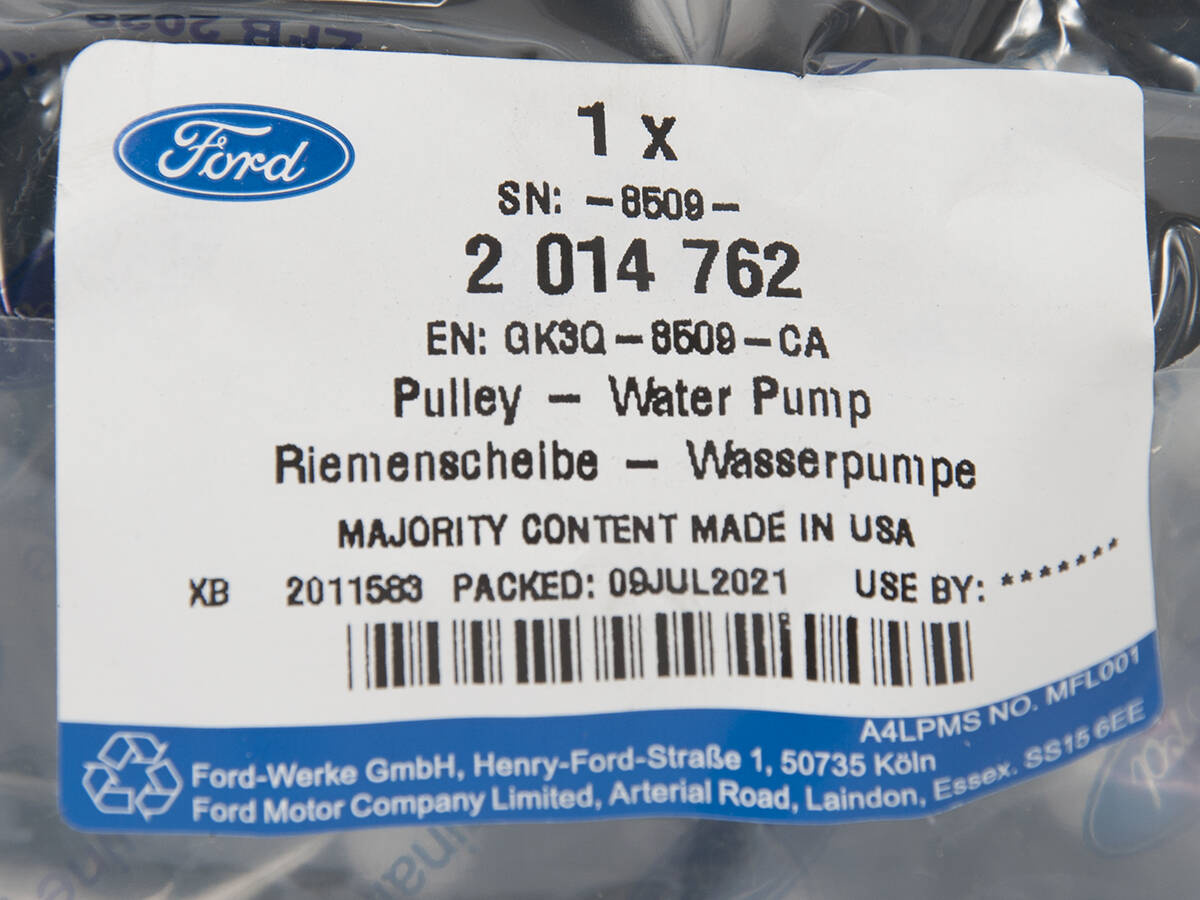 Ford
1 x
SN: -8509-
2 014 762
EN: GK3Q-8509-CA
Pulley - Water Pump
Riemenscheibe - Wasserpumpe
MAJORITY CONTENT MADE IN USA
XB 2011583 PACKED: 09JUL2021 USE BY: *******
A4LPMS NO. MFL001
Ford-Werke GmbH, Henry-Ford-Straße 1, 50735 Köln
Ford Motor Company Limited, Arterial Road, Laindon, Essex. SS15 6EE